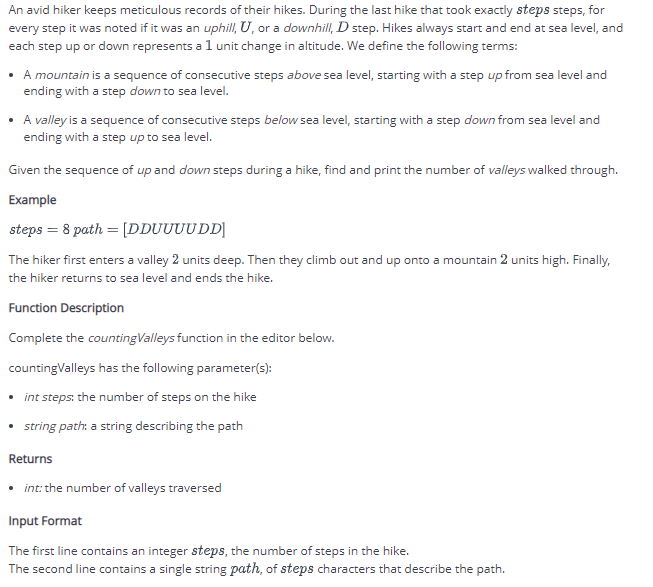 An avid hiker keeps meticulous records of their hikes. During the last hike that took exactly steps steps, for
every step it was noted if it was an uphill, U, or a downhill, D step. Hikes always start and end at sea level, and
each step up or down represents a 1 unit change in altitude. We define the following terms:
• A mountain is a sequence of consecutive steps above sea level, starting with a step up from sea level and
ending with a step down to sea level.
• A valley is a sequence of consecutive steps below sea level, starting with a step down from sea level and
ending with a step up to sea level.
Given the sequence of up and down steps during a hike, find and print the number of valleys walked through.
Example
steps = 8 path = [DDUUUUDD]
The hiker first enters a valley 2 units deep. Then they climb out and up onto a mountain 2 units high. Finally,
the hiker returns to sea level and ends the hike.
Function Description
Complete the countingValleys function in the editor below.
countingValleys has the following parameter(s):
• int steps: the number of steps on the hike
• string path: a string describing the path
Returns
• int: the number of valleys traversed
Input Format
The first line contains an integer steps, the number of steps in the hike.
The second line contains a single string path, of steps characters that describe the path.